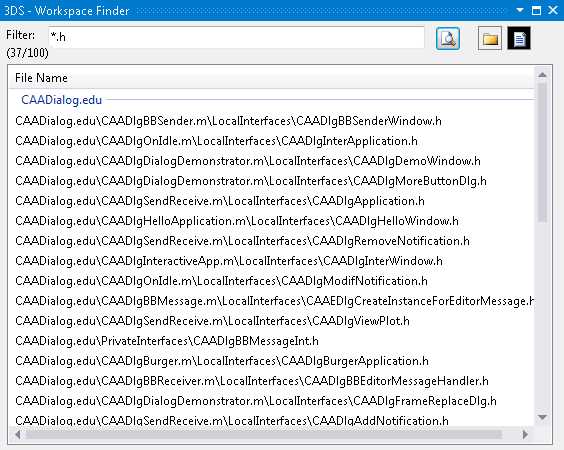 3DS - Workspace Finder
Filter: *.h
(37/100)
File Name
CAADialog.edu
CAADialog.edu\CAADlgBBSender.m\LocalInterfaces\CAADlgBBSenderWindow.h
CAADialog.edu\CAADlgOnIdle.m\LocalInterfaces\CAADlgInterApplication.h
CAADialog.edu\CAADlgDialogDemonstrator.m\LocalInterfaces\CAADlgDemoWindow.h
CAADialog.edu\CAADlgDialogDemonstrator.m\LocalInterfaces\CAADlgMoreButtonDlg.h
CAADialog.edu\CAADlgSendReceive.m\LocalInterfaces\CAADlgApplication.h
CAADialog.edu\CAADlgHelloApplication.m\LocalInterfaces\CAADlgHelloWindow.h
CAADialog.edu\CAADlgSendReceive.m\LocalInterfaces\CAADlgRemoveNotification.h
CAADialog.edu\CAADlgInteractiveApp.m\LocalInterfaces\CAADlgInterWindow.h
CAADialog.edu\CAADlgOnIdle.m\LocalInterfaces\CAADlgModifNotification.h
CAADialog.edu\CAADlgBBMessage.m\LocalInterfaces\CAAEDlgCreateInstanceForEditorMessage.h
CAADialog.edu\CAADlgSendReceive.m\LocalInterfaces\CAADlgViewPlot.h
CAADialog.edu\PrivateInterfaces\CAADlgBBMessageInt.h
CAADialog.edu\CAADlgBurger.m\LocalInterfaces\CAADlgBurgerApplication.h
CAADialog.edu\CAADlgBBReceiver.m\LocalInterfaces\CAADlgBBEditorMessageHandler.h
CAADialog.edu\CAADlgDialogDemonstrator.m\LocalInterfaces\CAADlgFrameReplaceDlg.h
CAADialog.edu\CAADlgSendReceive.m\LocalInterfaces\CAADlgAddNotification.h